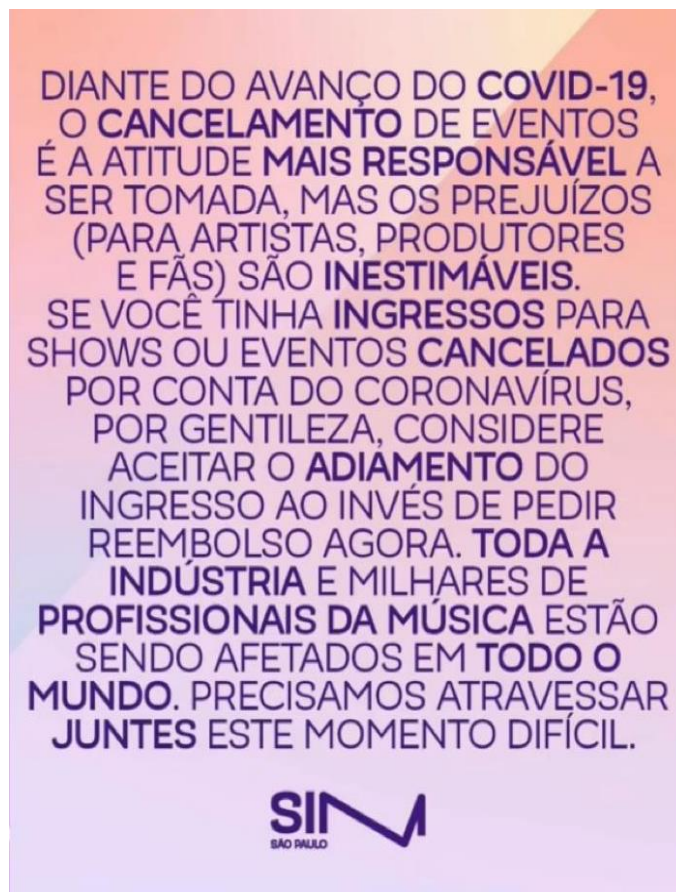 DIANTE DO AVANÇO DO COVID-19,
O CANCELAMENTO DE EVENTOS
É A ATITUDE MAIS RESPONSÁVEL A
SER TOMADA, MAS OS PREJUÍZOS
(PARA ARTISTAS, PRODUTORES
E FÃS) SÃO INESTIMÁVEIS.
SE VOCÊ TINHA INGRESSOS PARA
SHOWS OU EVENTOS CANCELADOS
POR CONTA DO CORONAVÍRUS,
POR GENTILEZA, CONSIDERE
ACEITAR O ADIAMENTO DO
INGRESSO AO INVÉS DE PEDIR
REEMBOLSO AGORA. TODA A
INDÚSTRIA E MILHARES DE
PROFISSIONAIS DA MÚSICA ESTÃO
SENDO AFETADOS EM TODO O
MUNDO. PRECISAMOS ATRAVESSAR
JUNTES ESTE MOMENTO DIFÍCIL.
SIM
SÃO PAULO